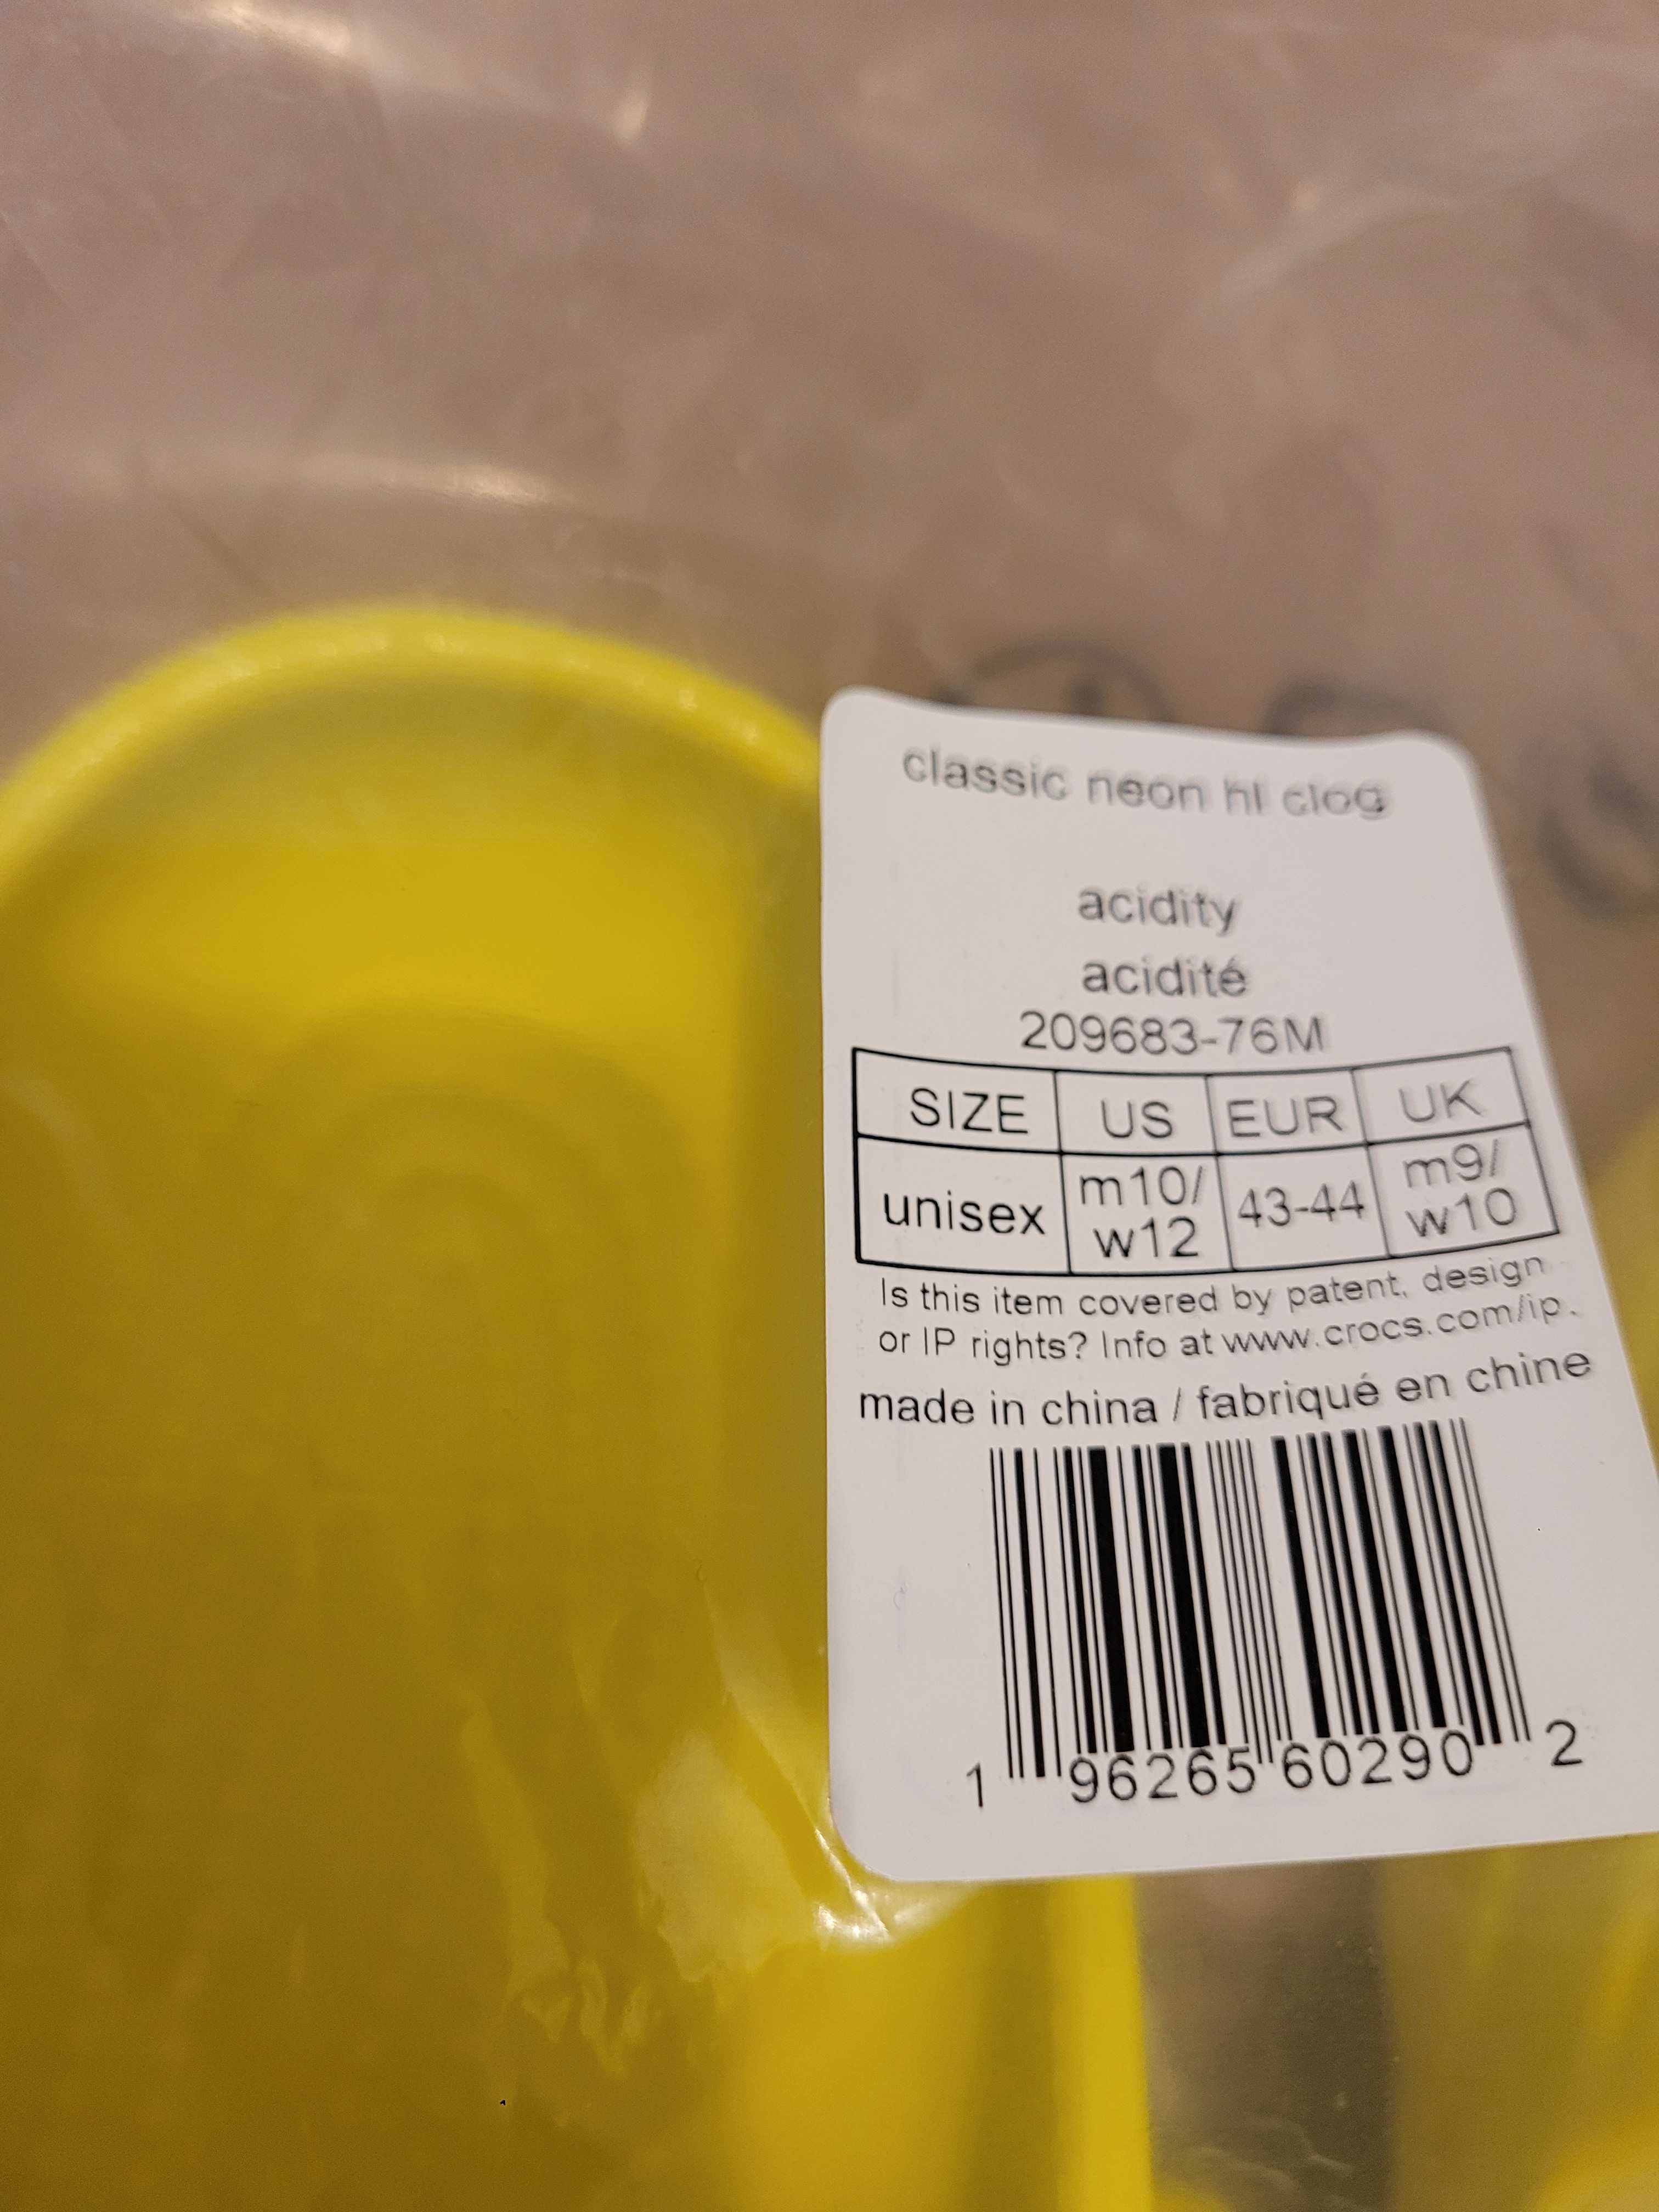 classic neon hl clog
acidity
acidité
209683-76M
SIZE US EUR UK
unisex m10/ w12 43-44 m9/ w10
Is this item covered by patent, design
or IP rights? Info at www.crocs.com/ip.
made in china / fabriqué en chine
1 96265 60290 2